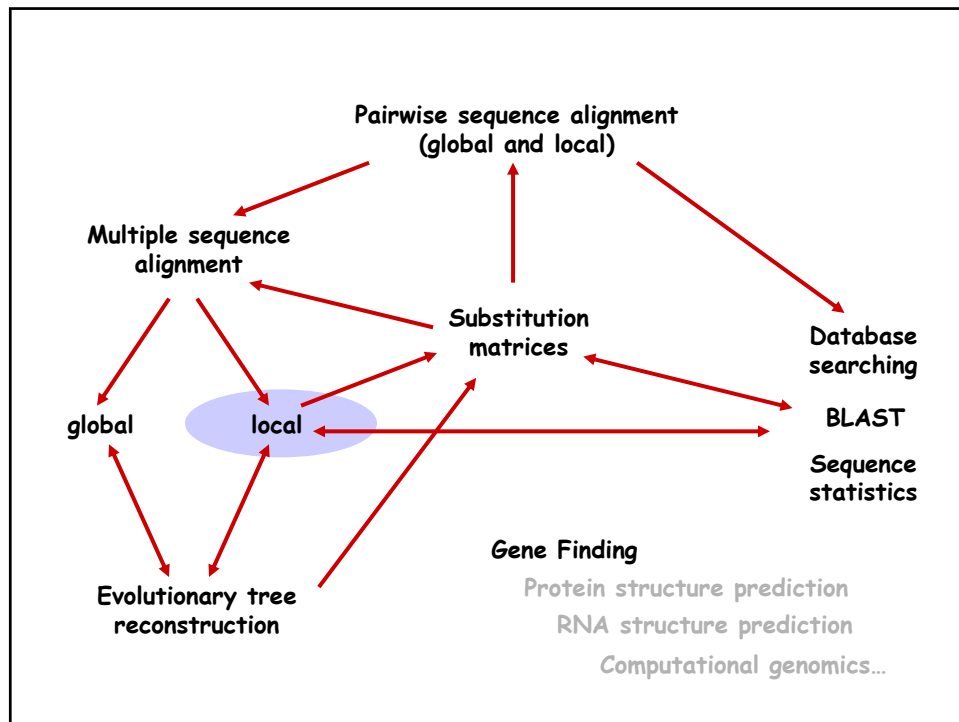 Pairwise sequence alignment
(global and local)
Multiple sequence
alignment
Substitution
matrices
Database
searching
global
local
BLAST
Sequence
statistics
Gene Finding
Protein structure prediction
Evolutionary tree
reconstruction
RNA structure prediction
Computational genomics…